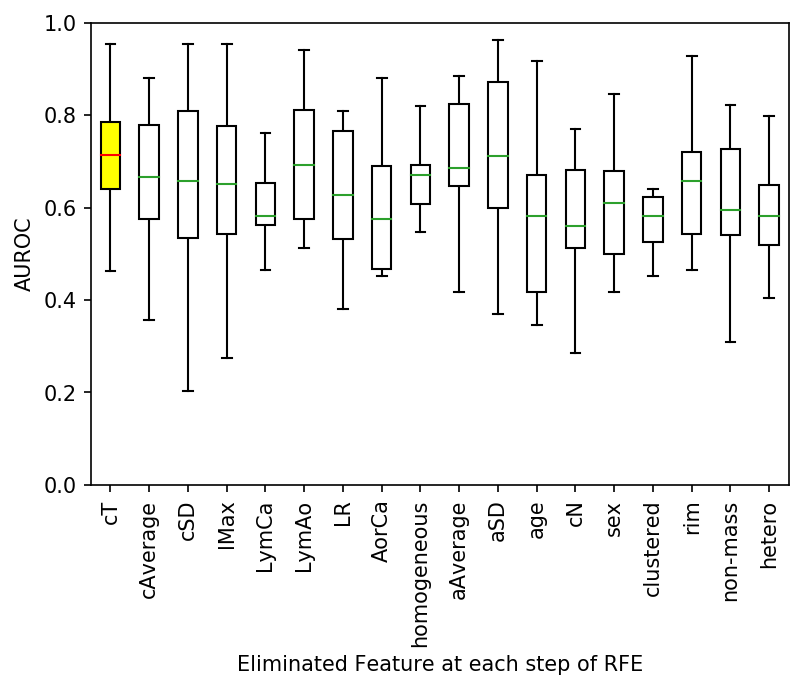 1.0
0.8
0.6
0.4
0.2
0.0
AUROC
cT
cAverage
cSD
lMax
LymCa
LymAo
LR
AorCa
homogeneous
aAverage
aSD
age
cN
sex
clustered
rim
non-mass
hetero
Eliminated Feature at each step of RFE